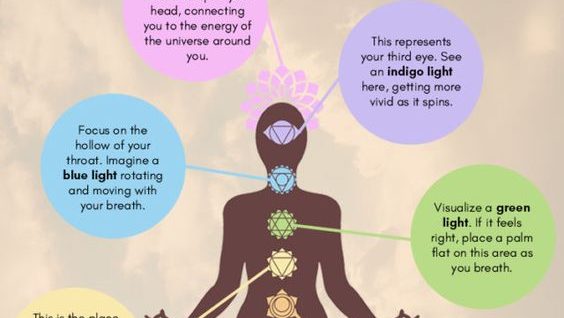 head, connecting
you to the energy of
the universe around
you.
This represents
your third eye. See
an indigo light
here, getting more
vivid as it spins.
Focus on the
hollow of your
throat. Imagine a
blue light rotating
and moving with
your breath.
Visualize a green
light. If it feels
right, place a palm
flat on this area as
you breath.
This is the place